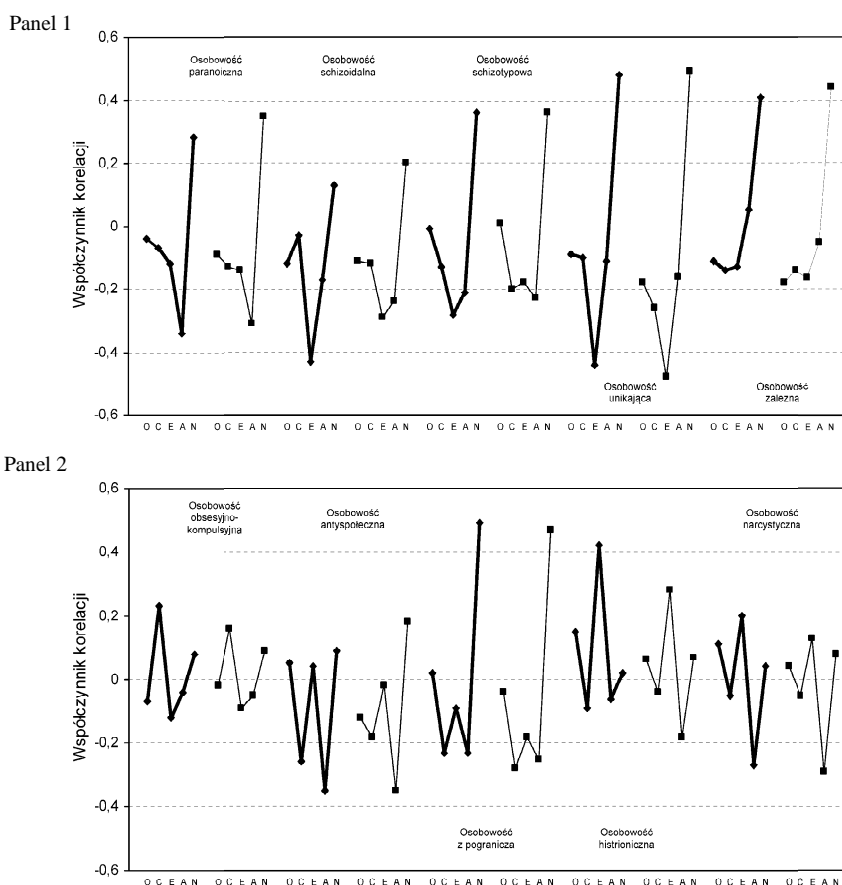 Panel 1
0,6
Osobowość
paranoiczna
Osobowość
schizoidalna
Osobowość
schizotypowa
0,4
0,2
0
-0,2
-0,4
-0,6
Współczynnik korelacji
Osobowość
unikająca
Osobowość
zależna
O C E A N O C E A N O C E A N O C E A N O C E A N O C E A N O C E A N O C E A N O C E A N O C E A N
Panel 2
0,6
Osobowość
obsesyjno-
kompulsyjna
Osobowość
antyspołeczna
Osobowość
narcystyczna
0,4
0,2
0
-0,2
-0,4
-0,6
Współczynnik korelacji
Osobowość
z pogranicza
Osobowość
histrioniczna
O C E A N O C E A N O C E A N O C E A N O C E A N O C E A N O C E A N O C E A N O C E A N O C E A N